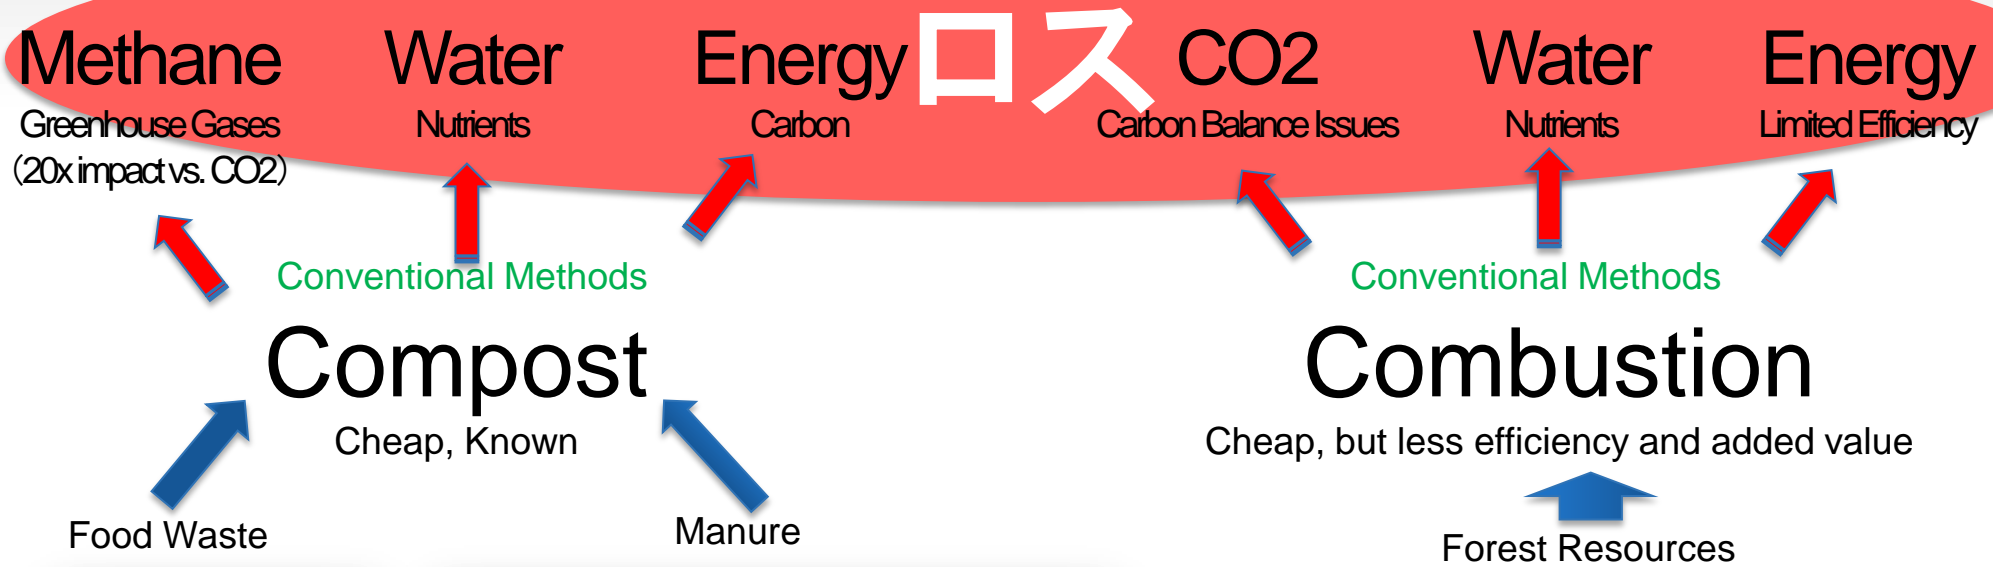 Methane
Greenhouse Gases
（20x impact vs. CO2）
Water
Nutrients
Energy
Carbon
ロス
CO2
Carbon Balance Issues
Water
Nutrients
Energy
Limited Efficiency
Conventional Methods
Compost
Cheap, Known
Food Waste
Manure
Conventional Methods
Combustion
Cheap, but less efficiency and added value
Forest Resources